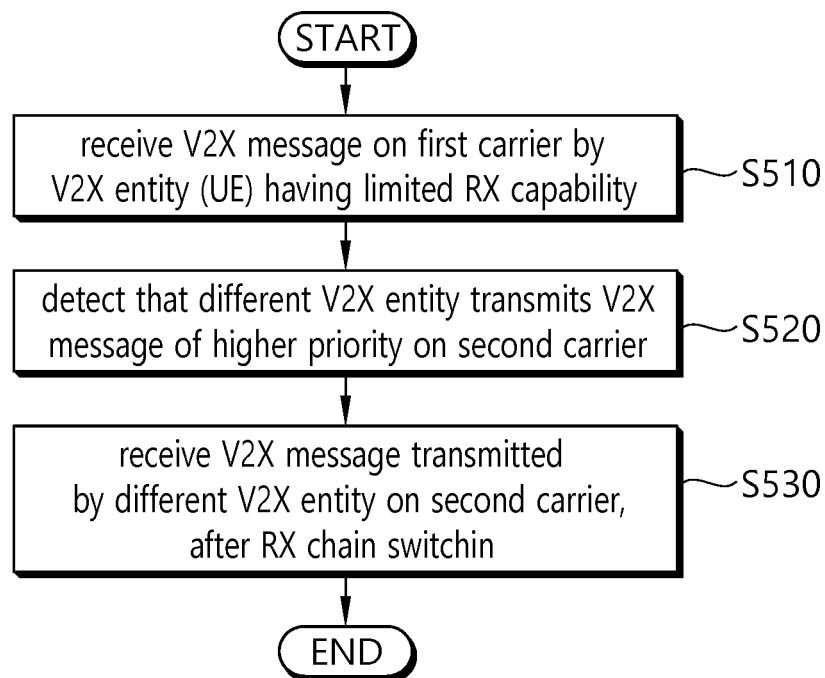 START
receive V2X message on first carrier by
V2X entity (UE) having limited RX capability
S510
detect that different V2X entity transmits V2X
message of higher priority on second carrier
S520
receive V2X message transmitted
by different V2X entity on second carrier,
after RX chain switchin
S530
END